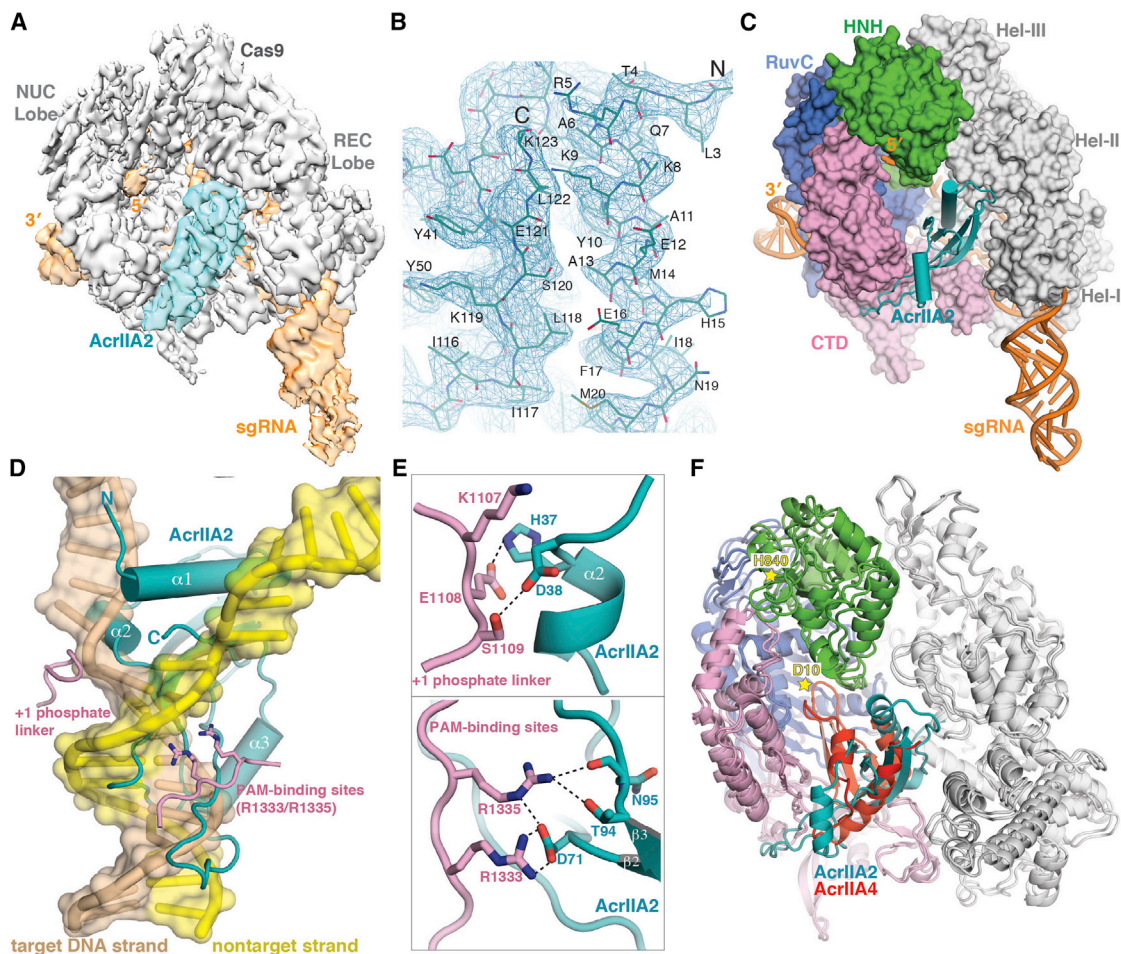 A
Cas9
NUC
Lobe
REC
Lobe
5′
3′
AcrIIA2
sgRNA
B
N
T4
R5
C
A6
Q7
L3
K123
K9
K8
L122
A11
Y41
E121
Y10
E12
A13
M14
Y50
S120
K119
E16
H15
L118
I116
I18
F17
N19
M20
I117
C
HNH
Hel-III
RuvC
Hel-II
5′
3′
Hel-I
AcrIIA2
CTD
sgRNA
D
N
AcrIIA2
α1
α2
C
+1 phosphate
linker
α3
PAM-binding sites
(R1333/R1335)
target DNA strand
nontarget strand
E
K1107
H37
α2
D38
E1108
S1109
AcrIIA2
+1 phosphate linker
PAM-binding sites
N95
R1335
T94
β3
D71
β2
R1333
AcrIIA2
F
H840
D10
AcrIIA2
AcrIIA4